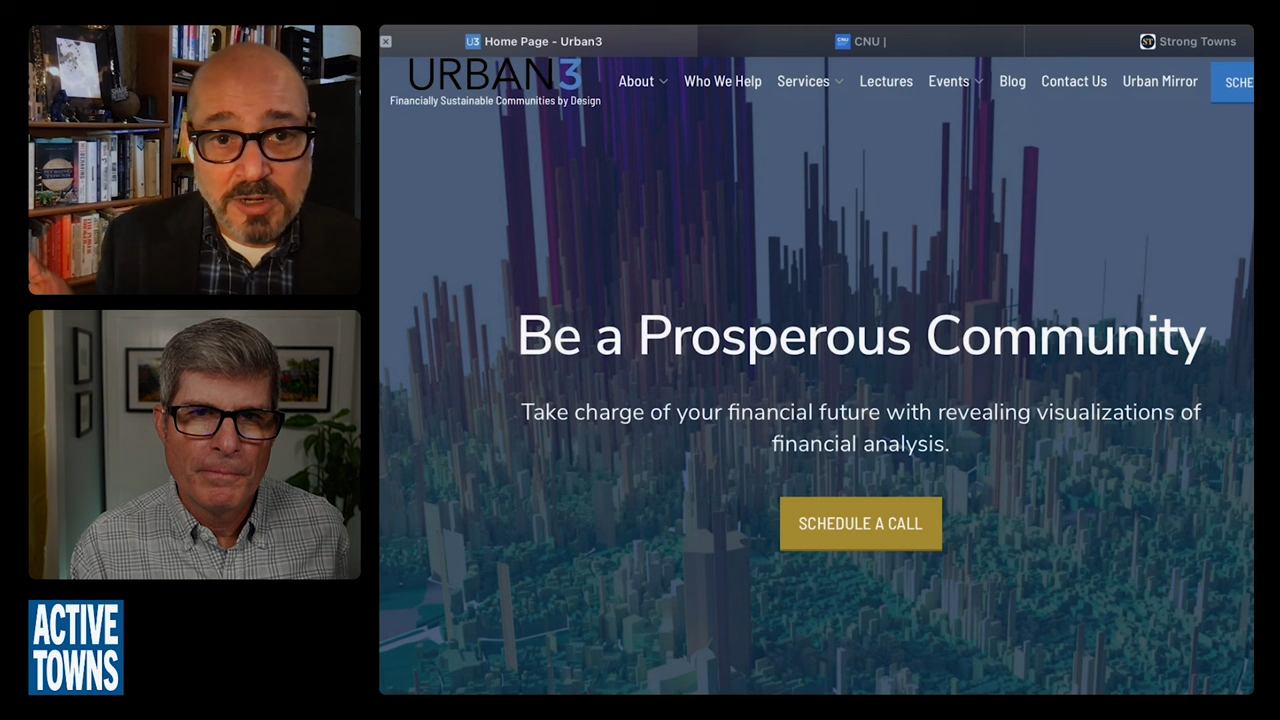 Home Page - Urban3
CNU |
Strong Towns
URBAN3
Financially Sustainable Communities by Design
About
Who We Help
Services
Lectures
Events
Blog
Contact Us
Urban Mirror
SCHE
Be a Prosperous Community
Take charge of your financial future with revealing visualizations of
financial analysis.
SCHEDULE A CALL
ACTIVE
TOWNS